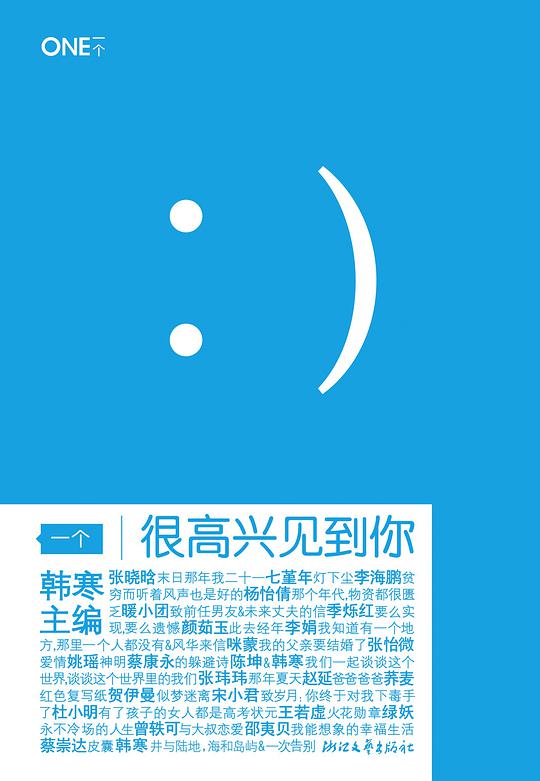 ONE一个
:)
一个
很高兴见到你
韩寒
主编
张晓晗末日那年我二十一七堇年灯下尘李海鹏贫
穷而听着风声也是好的杨怡倩那个年代,物资都很匮
乏暖小团致前任男友&未来丈夫的信季烁红要么实
现,要么遗憾颜茹玉此去经年李娟我知道有一个地
方,那里一个人都没有&风华来信咪蒙我的父亲要结婚了张怡微
爱情姚瑶神明蔡康永的躲避诗陈坤&韩寒我们一起谈谈这个
世界,谈谈这个世界里的我们张玮玮那年夏天赵延爸爸爸爸荞麦
红色复写纸贺伊曼似梦迷离宋小君致岁月:你终于对我下毒手
了杜小明有了孩子的女人都是高考状元王若虚火花勋章绿妖
永不冷场的人生曾轶可与大叔恋爱邵夷贝我能想象的幸福生活
蔡崇达皮囊韩寒井与陆地,海和岛屿&一次告别 浙江文艺出版社